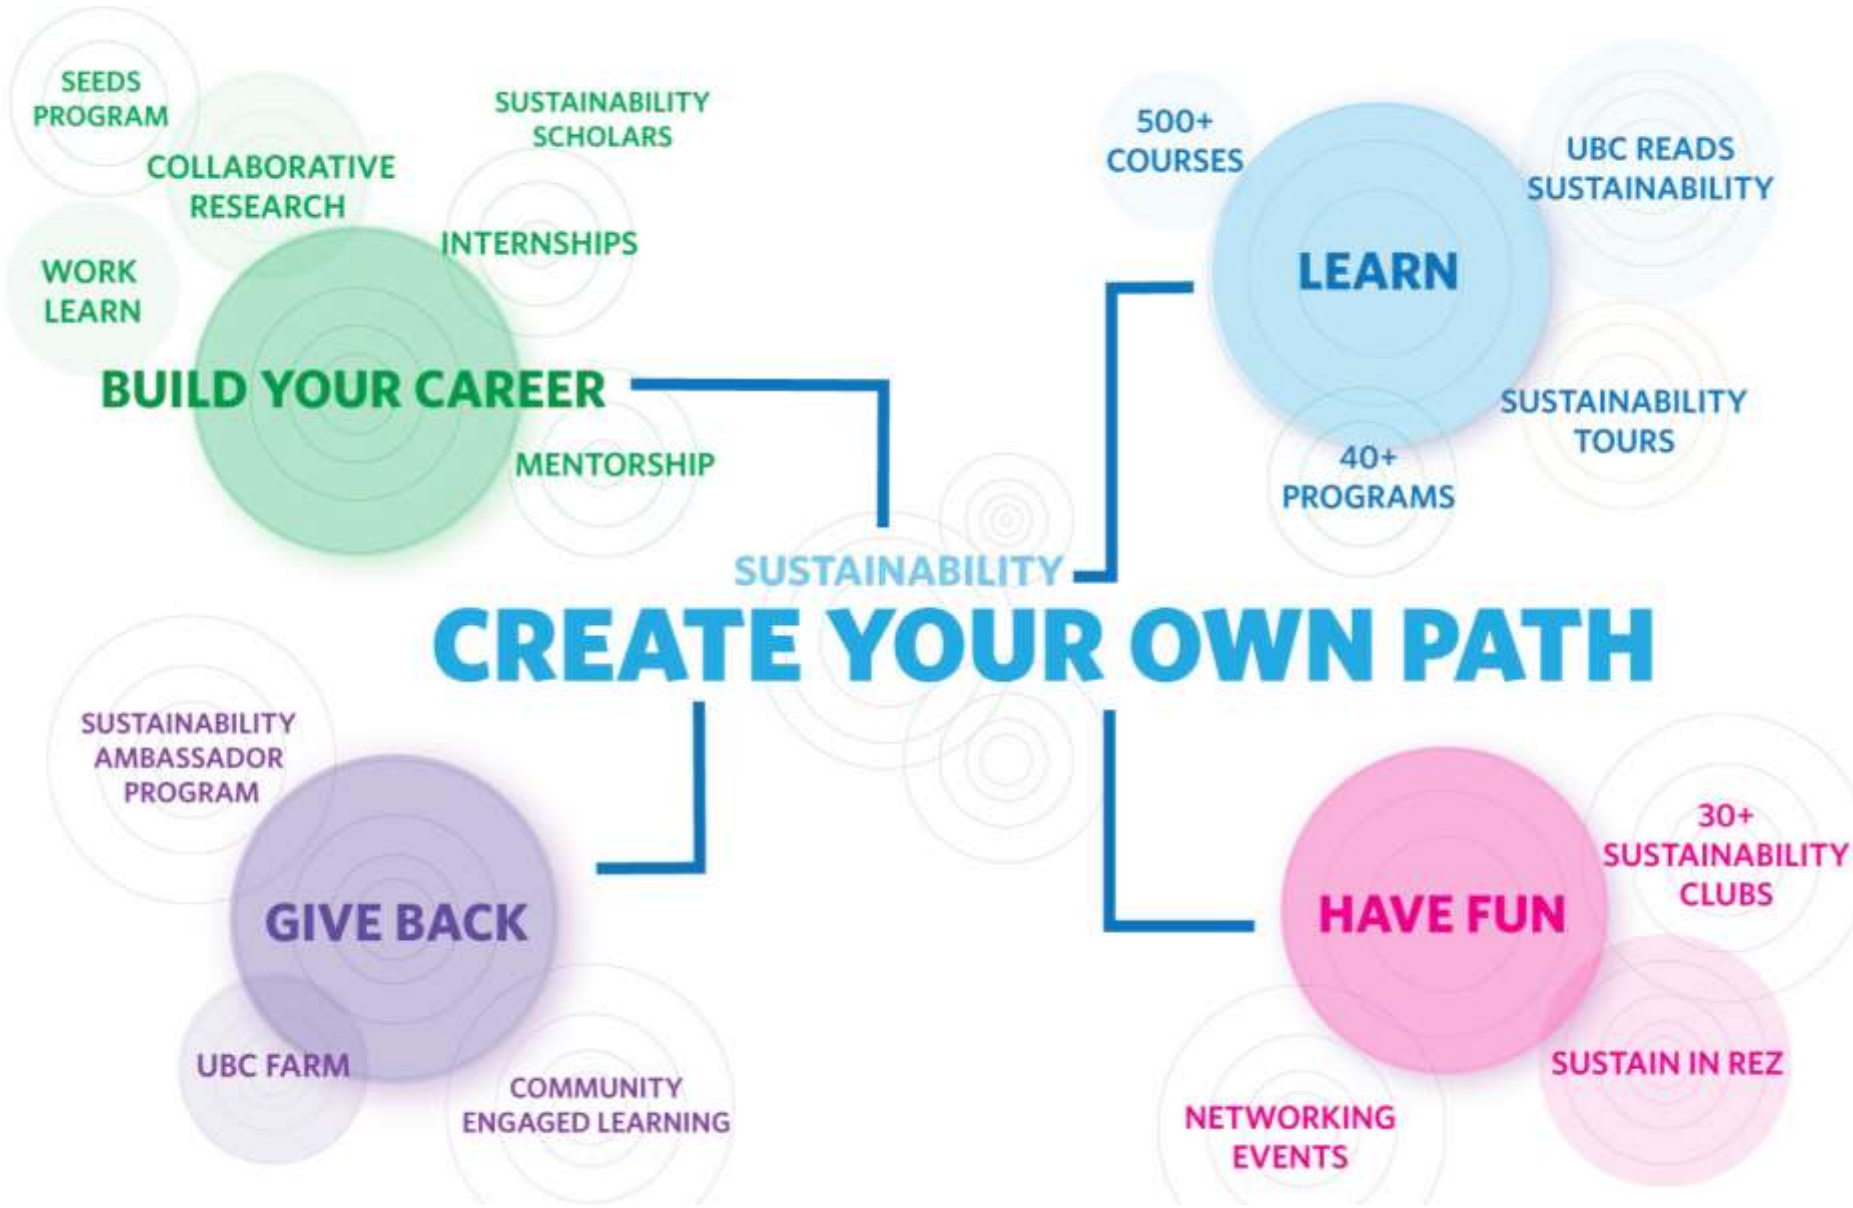 SEEDS
PROGRAM
COLLABORATIVE
RESEARCH
SUSTAINABILITY
SCHOLARS
INTERNSHIPS
WORK
LEARN
BUILD YOUR CAREER
MENTORSHIP
500+
COURSES
UBC READS
SUSTAINABILITY
LEARN
SUSTAINABILITY
TOURS
40+
PROGRAMS
SUSTAINABILITY
CREATE YOUR OWN PATH
SUSTAINABILITY
AMBASSADOR
PROGRAM
GIVE BACK
UBC FARM
COMMUNITY
ENGAGED LEARNING
30+
SUSTAINABILITY
CLUBS
HAVE FUN
SUSTAIN IN REZ
NETWORKING
EVENTS